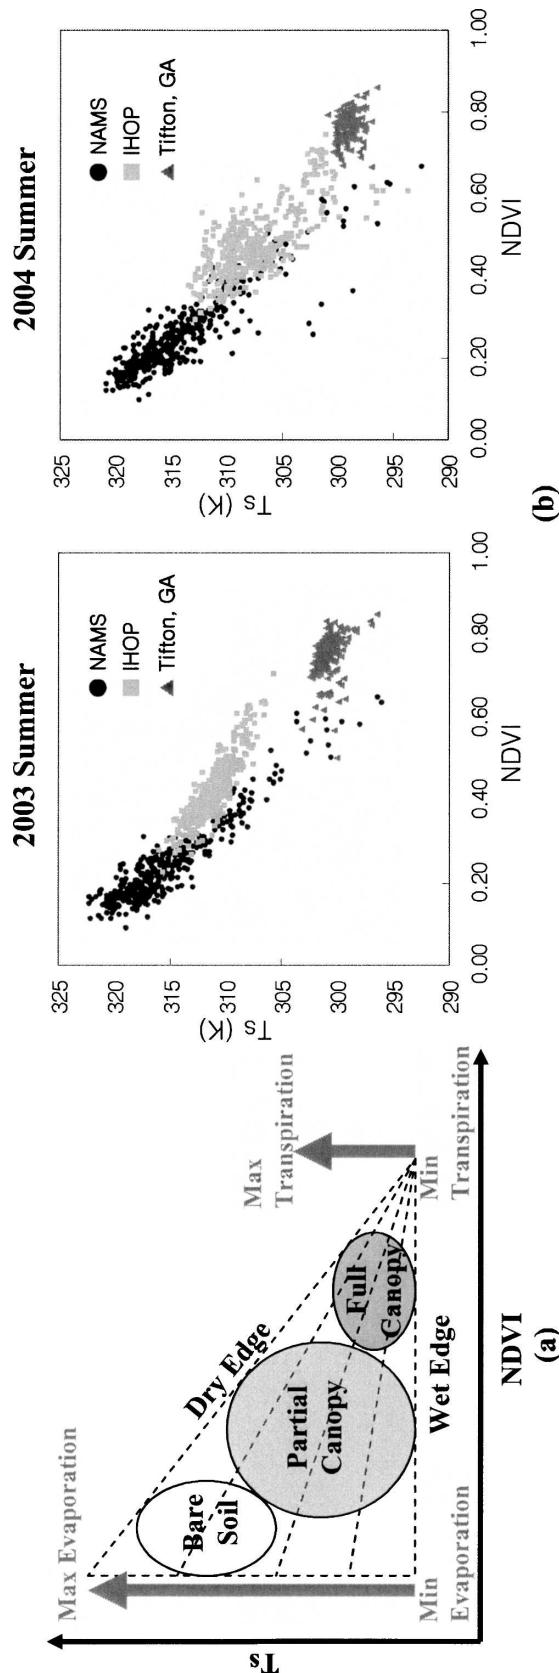 Max Evaporation
Dry Edge
Bare
Soil
Partial
Canopy
Full
Canopy
Max
Transpiration
Min
Evaporation
Wet Edge
Min
Transpiration
Ts
NDVI
(a)
2003 Summer
NAMS
IHOP
Tifton, GA
325
320
315
310
305
300
295
290
Ts (K)
0.00
0.20
0.40
0.60
0.80
1.00
NDVI
2004 Summer
NAMS
IHOP
Tifton, GA
325
320
315
310
305
300
295
290
Ts (K)
0.00
0.20
0.40
0.60
0.80
1.00
NDVI
(b)